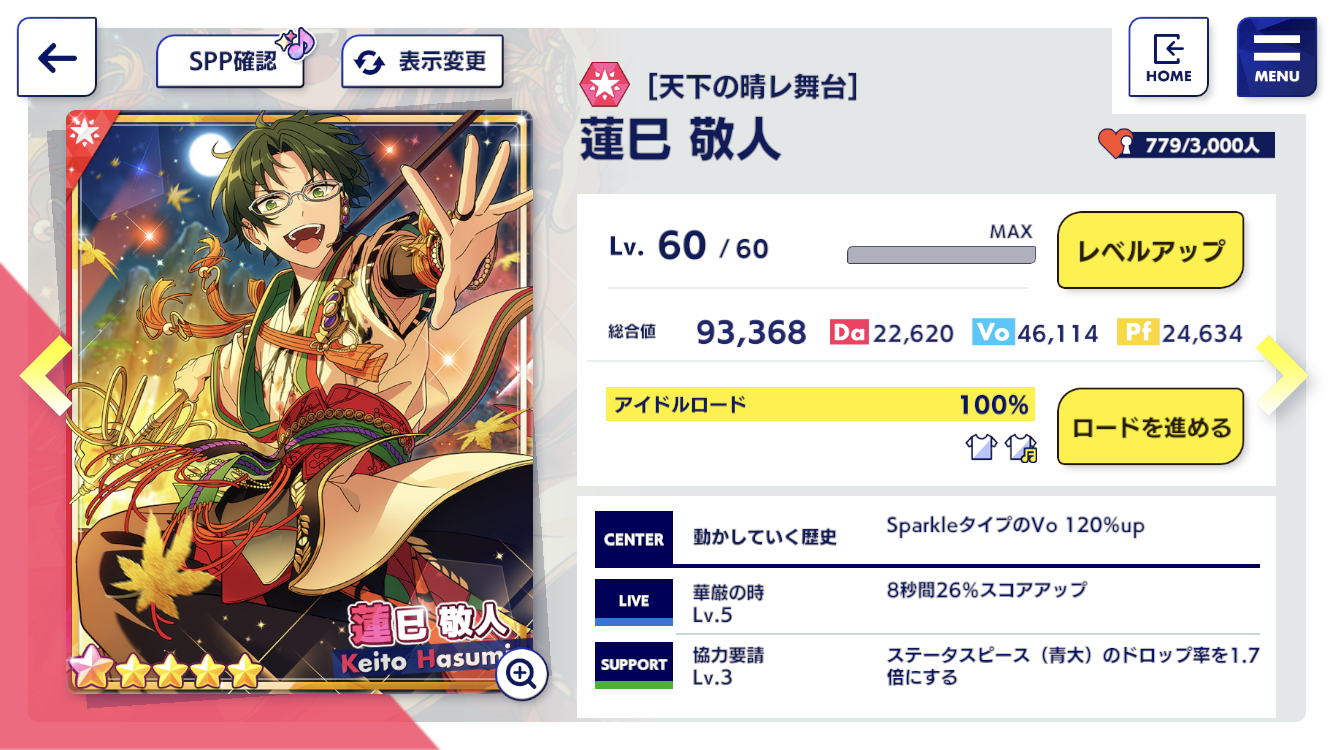 SPP確認
表示変更
HOME
MENU
[天下の晴レ舞台]
蓮巳 敬人
779/3,000人
Lv. 60 / 60
MAX
レベルアップ
総合値 93,368 Da 22,620 Vo 46,114 Pf 24,634
アイドルロード 100%
ロードを進める
CENTER 動かしていく歴史 SparkleタイプのVo 120%up
LIVE 華厳の時 8秒間26%スコアアップ
Lv.5
SUPPORT 協力要請 ステータスピース（青大）のドロップ率を1.7
Lv.3 倍にする
蓮巳 敬人
Keito Hasumi